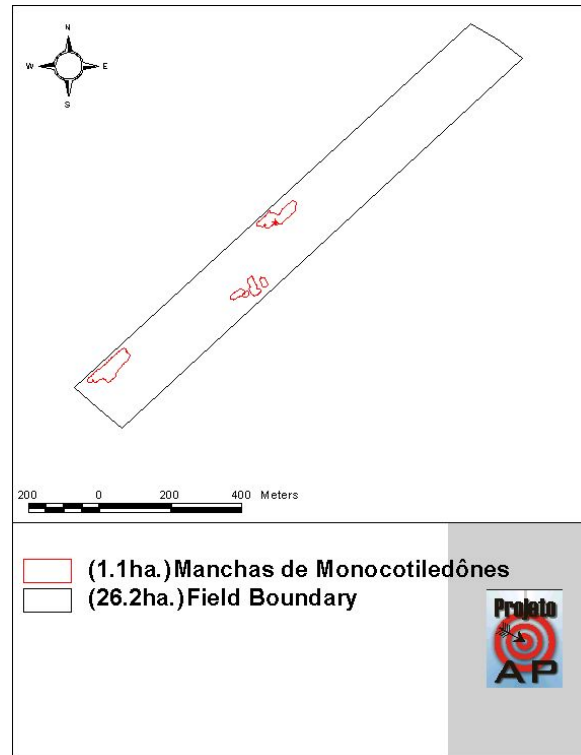 N
W E
S
200 0 200 400 Meters
(1.1ha.)Manchas de Monocotiledônes
(26.2ha.)Field Boundary
Projeto
AP